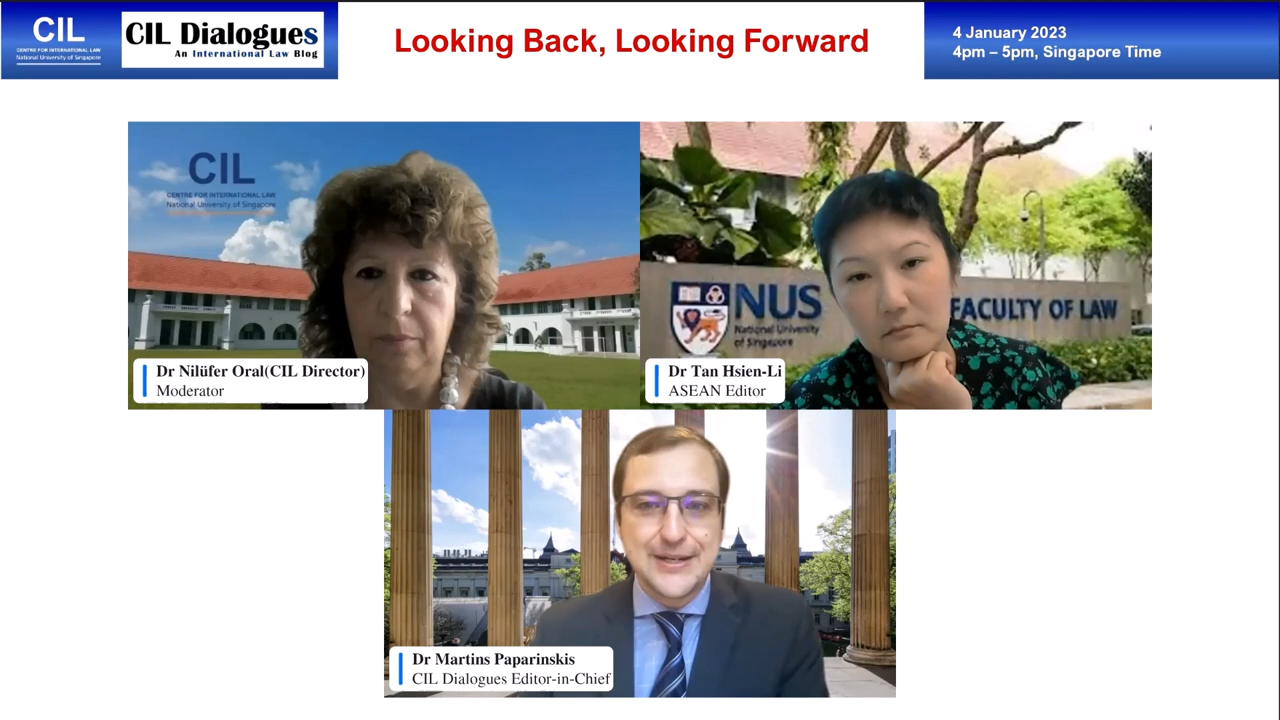 CIL
CENTRE FOR INTERNATIONAL LAW
National University of Singapore
CIL Dialogues
An International Law Blog
Looking Back, Looking Forward
4 January 2023
4pm – 5pm, Singapore Time
CIL
CENTRE FOR INTERNATIONAL LAW
National University of Singapore
NUS
National University
of Singapore
FACULTY OF LAW
Dr Nilüfer Oral(CIL Director)
Moderator
Dr Tan Hsien-Li
ASEAN Editor
Dr Martins Paparinskis
CIL Dialogues Editor-in-Chief